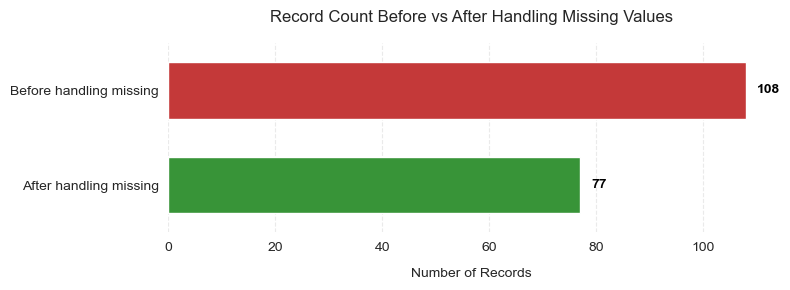 Record Count Before vs After Handling Missing Values
Before handling missing
108
After handling missing
77
0 20 40 60 80 100
Number of Records